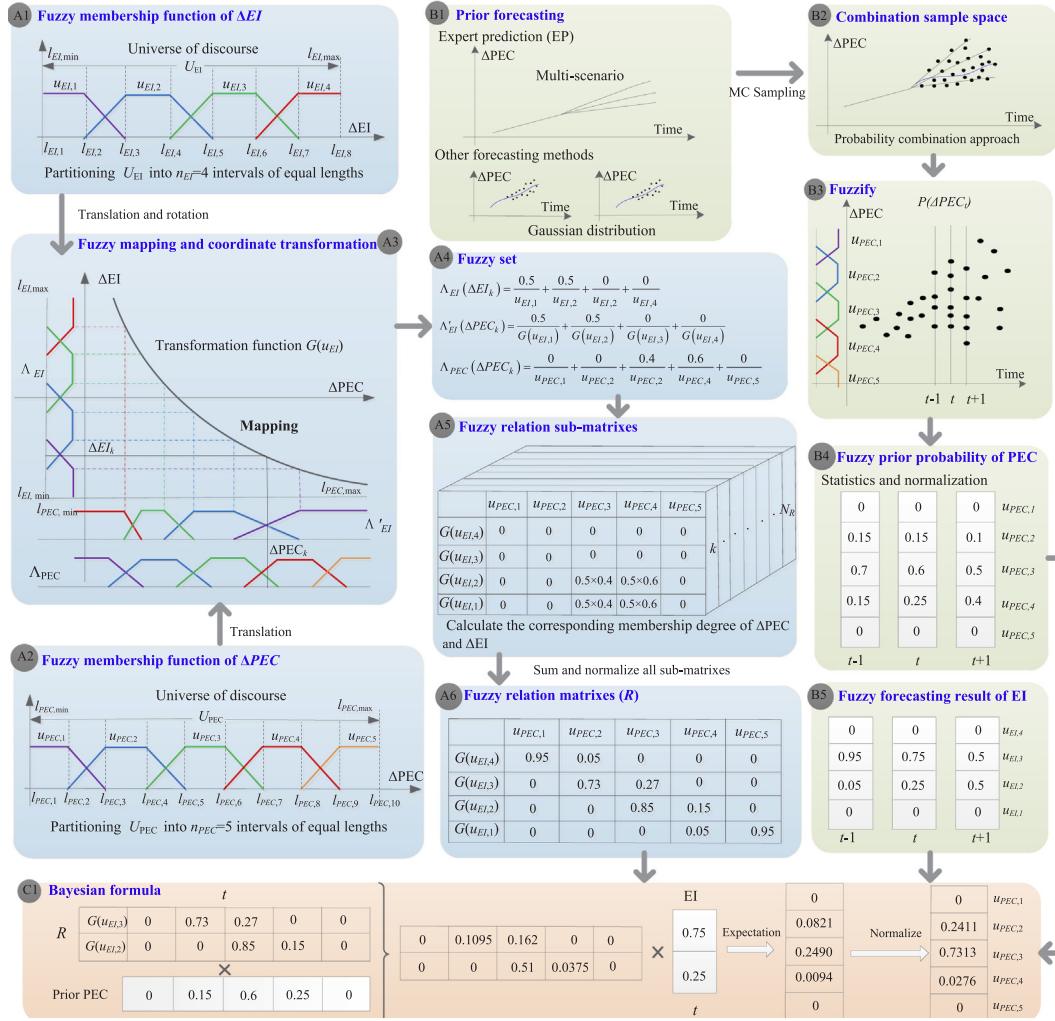 A1 Fuzzy membership function of ΔEI
l_EI,min Universe of discourse l_EI,max
U_EI
u_EI,1 u_EI,2 u_EI,3 u_EI,4
ΔEI
l_EI,1 l_EI,2 l_EI,3 l_EI,4 l_EI,5 l_EI,6 l_EI,7 l_EI,8
Partitioning U_EI into n_EI=4 intervals of equal lengths
Translation and rotation
B1 Prior forecasting
Expert prediction (EP)
ΔPEC
Multi-scenario
Time
Other forecasting methods
ΔPEC ΔPEC
Time Time
Gaussian distribution
MC Sampling
B2 Combination sample space
ΔPEC
Time
Probability combination approach
B3 Fuzzify
ΔPEC P(ΔPEC_t)
u_PEC,1
u_PEC,2
u_PEC,3
u_PEC,4
u_PEC,5
Time
t-1 t t+1
Fuzzy mapping and coordinate transformation A3
ΔEI
l_EI,max
Transformation function G(u_EI)
Λ_EI
ΔPEC
Mapping
ΔEI_k
l_EI,min
l_PEC,max
l_PEC,min
Λ'_EI
ΔPEC_k
Λ_PEC
Translation
A2 Fuzzy membership function of ΔPEC
l_PEC,min Universe of discourse l_PEC,max
U_PEC
u_PEC,1 u_PEC,2 u_PEC,3 u_PEC,4 u_PEC,5
ΔPEC
l_PEC,1 l_PEC,2 l_PEC,3 l_PEC,4 l_PEC,5 l_PEC,6 l_PEC,7 l_PEC,8 l_PEC,9 l_PEC,10
Partitioning U_PEC into n_PEC=5 intervals of equal lengths
A4 Fuzzy set
Λ_EI(ΔEI_k)=0.5/u_EI,1+0.5/u_EI,2+0/u_EI,2+0/u_EI,4
Λ'_EI(ΔPEC_k)=0.5/G(u_EI,1)+0.5/G(u_EI,2)+0/G(u_EI,3)+0/G(u_EI,4)
Λ_PEC(ΔPEC_k)=0/u_PEC,1+0/u_PEC,2+0.4/u_PEC,2+0.6/u_PEC,4+0/u_PEC,5
A5 Fuzzy relation sub-matrixes
u_PEC,1 u_PEC,2 u_PEC,3 u_PEC,4 u_PEC,5
G(u_EI,4) 0 0 0 0 0
G(u_EI,3) 0 0 0 0 0
G(u_EI,2) 0 0 0.5×0.4 0.5×0.6 0
G(u_EI,1) 0 0 0.5×0.4 0.5×0.6 0
k . . . . N_R
Calculate the corresponding membership degree of ΔPEC
and ΔEI
Sum and normalize all sub-matrixes
A6 Fuzzy relation matrixes (R)
u_PEC,1 u_PEC,2 u_PEC,3 u_PEC,4 u_PEC,5
G(u_EI,4) 0.95 0.05 0 0 0
G(u_EI,3) 0 0.73 0.27 0 0
G(u_EI,2) 0 0 0.85 0.15 0
G(u_EI,1) 0 0 0 0.05 0.95
B4 Fuzzy prior probability of PEC
Statistics and normalization
0 0 0 u_PEC,1
0.15 0.15 0.1 u_PEC,2
0.7 0.6 0.5 u_PEC,3
0.15 0.25 0.4 u_PEC,4
0 0 0 u_PEC,5
t-1 t t+1
B5 Fuzzy forecasting result of EI
0 0 0 u_EI,4
0.95 0.75 0.5 u_EI,3
0.05 0.25 0.5 u_EI,2
0 0 0 u_EI,1
t-1 t t+1
C1 Bayesian formula
t
R
G(u_EI,3) 0 0.73 0.27 0 0
G(u_EI,2) 0 0 0.85 0.15 0
×
Prior PEC 0 0.15 0.6 0.25 0
0 0.1095 0.162 0 0
0 0 0.51 0.0375 0
×
EI
0.75
0.25
t
Expectation
0
0.0821
0.2490
0.0094
0
Normalize
0 u_PEC,1
0.2411 u_PEC,2
0.7313 u_PEC,3
0.0276 u_PEC,4
0 u_PEC,5